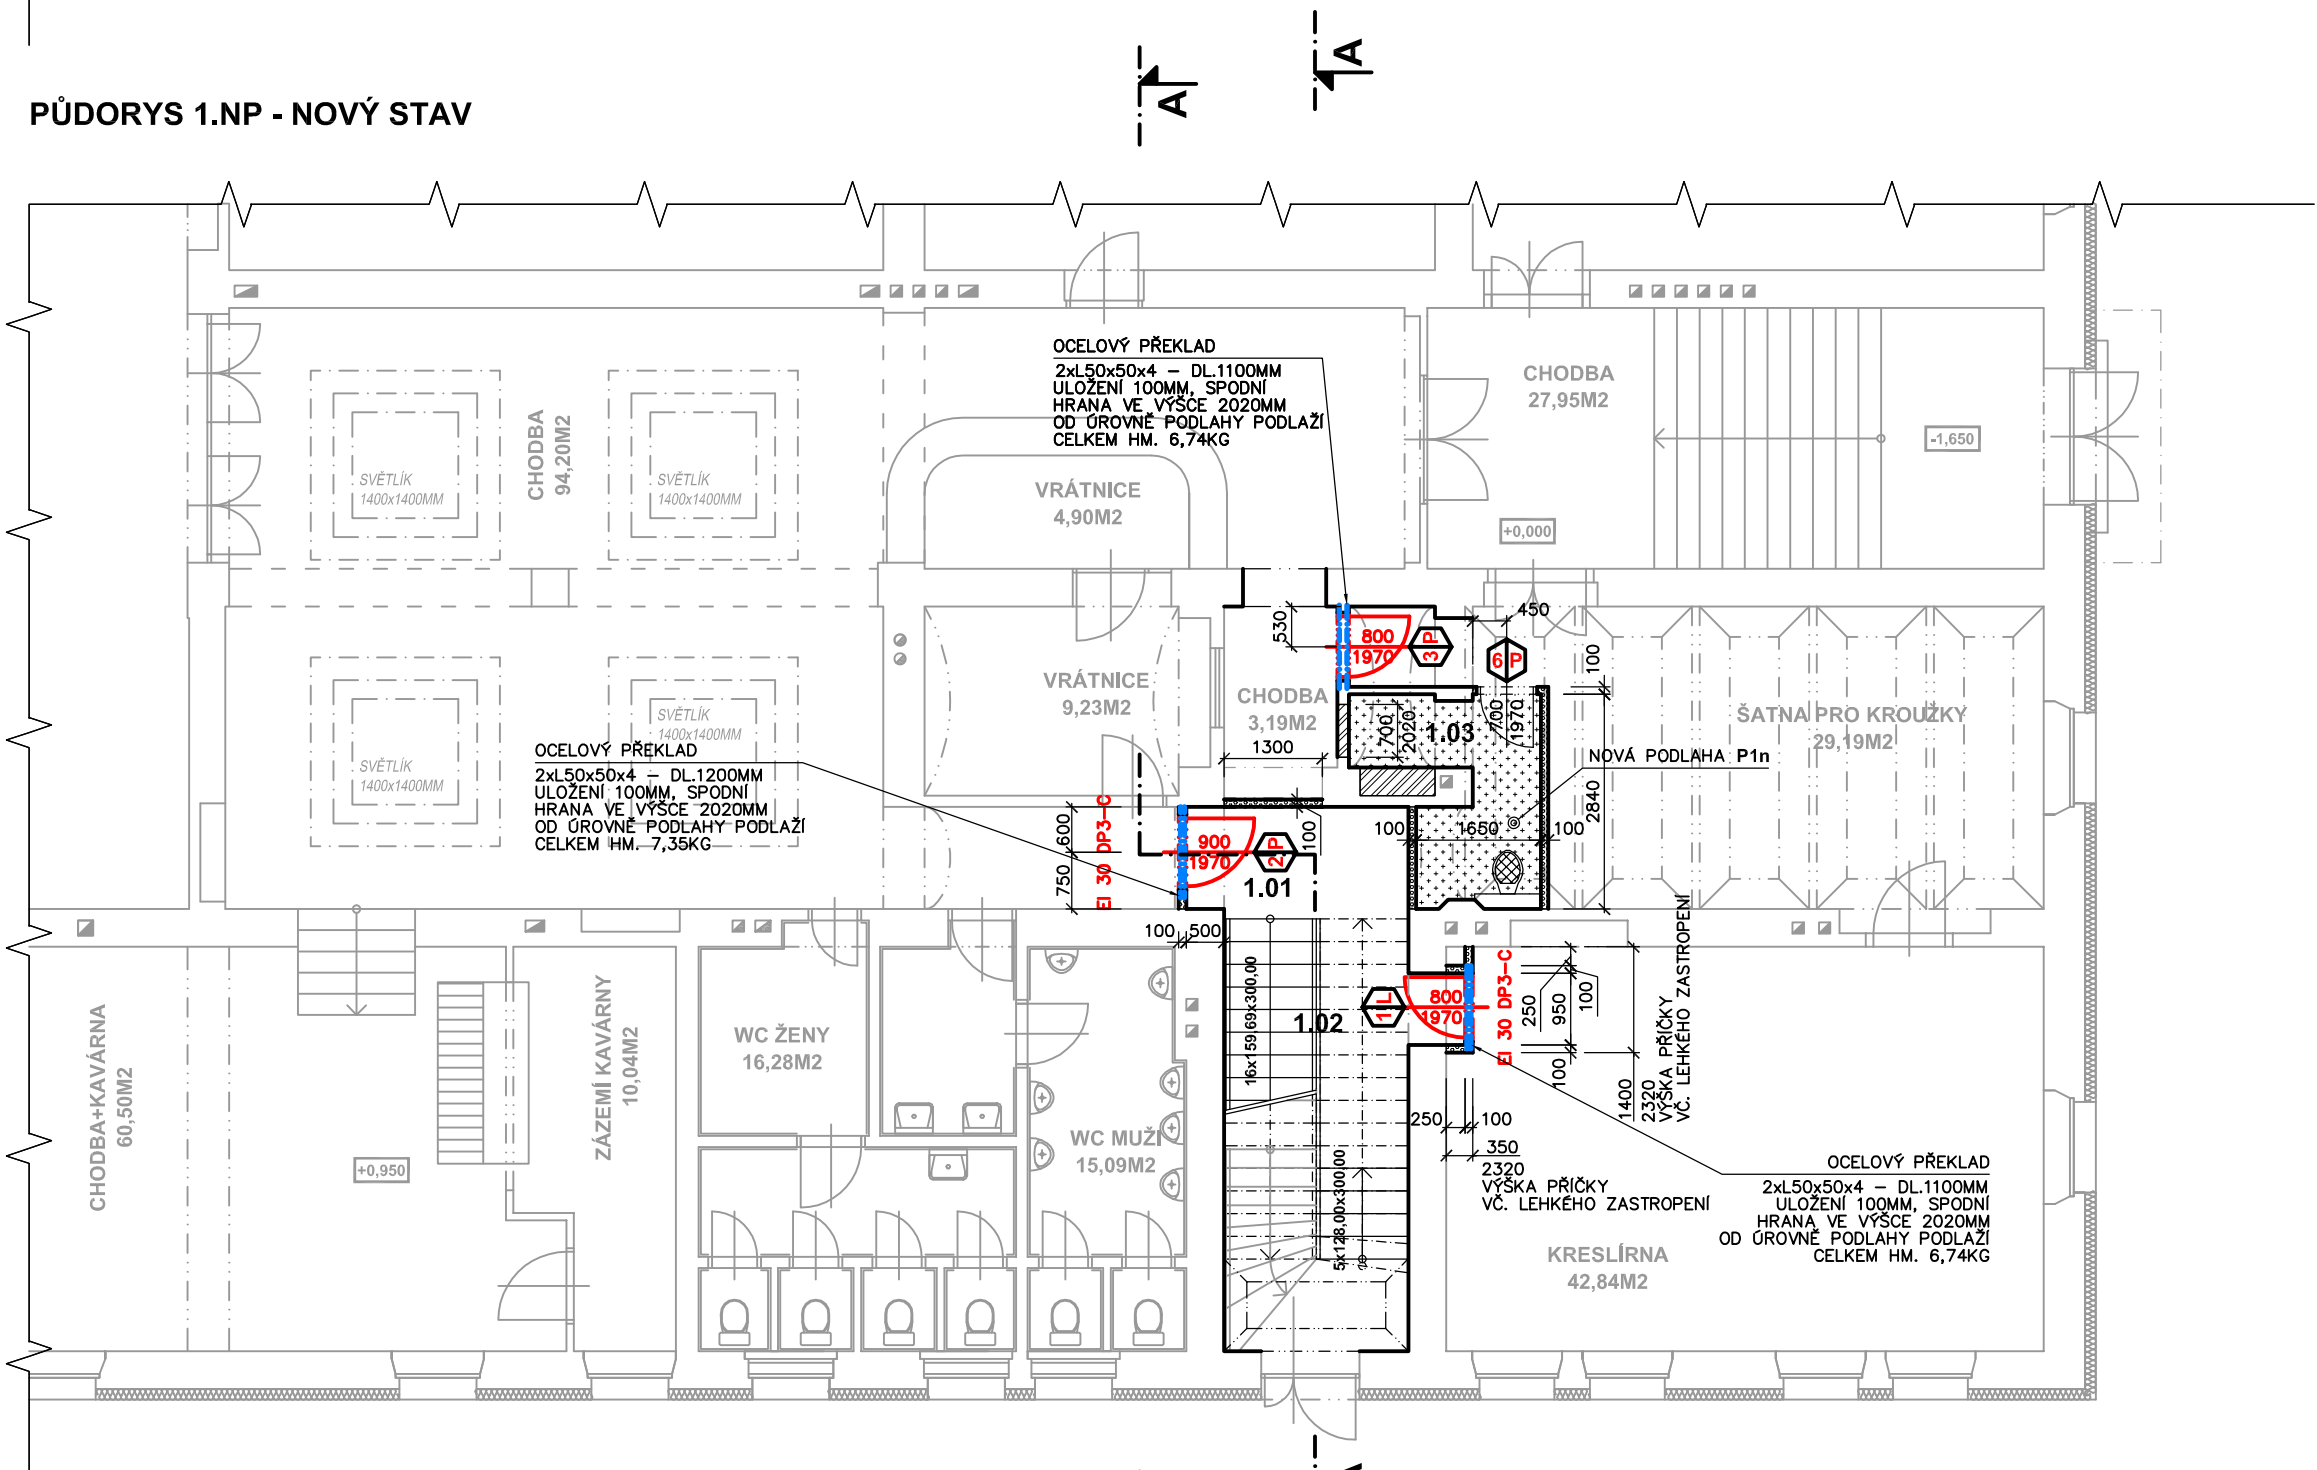 A
A
PŮDORYS 1.NP - NOVÝ STAV
OCELOVÝ PŘEKLAD
2xL50x50x4 – DL.1100MM
ULOŽENÍ 100MM, SPODNÍ
HRANA VE VÝŠCE 2020MM
OD ÚROVNĚ PODLAHY PODLAŽÍ
CELKEM HM. 6,74KG
CHODBA
27,95M2
-1,650
+0,000
CHODBA
94,20M2
SVĚTLÍK
1400x1400MM
SVĚTLÍK
1400x1400MM
VRÁTNICE
4,90M2
530
800
1970
3 P
450
6 P
100
VRÁTNICE
9,23M2
CHODBA
3,19M2
1300
700
2020
1.03
700
1970
ŠATNA PRO KROUŽKY
29,19M2
NOVÁ PODLAHA P1n
SVĚTLÍK
1400x1400MM
SVĚTLÍK
1400x1400MM
OCELOVÝ PŘEKLAD
2xL50x50x4 – DL.1200MM
ULOŽENÍ 100MM, SPODNÍ
HRANA VE VÝŠCE 2020MM
OD ÚROVNĚ PODLAHY PODLAŽÍ
CELKEM HM. 7,35KG
600
750
EI 30 DP3-C
900
1970
2 P
100
1.01
100
1650
100
2840
100
500
16x159,69x300,00
5x128,00x300,00
1.02
1 L
800
1970
EI 30 DP3-C
250
950
100
100
1400
2320
VÝŠKA PŘÍČKY
VČ. LEHKÉHO ZASTROPENÍ
250
100
350
2320
VÝŠKA PŘÍČKY
VČ. LEHKÉHO ZASTROPENÍ
OCELOVÝ PŘEKLAD
2xL50x50x4 – DL.1100MM
ULOŽENÍ 100MM, SPODNÍ
HRANA VE VÝŠCE 2020MM
OD ÚROVNĚ PODLAHY PODLAŽÍ
CELKEM HM. 6,74KG
CHODBA+KAVÁRNA
60,50M2
+0,950
ZÁZEMÍ KAVÁRNY
10,04M2
WC ŽENY
16,28M2
WC MUŽI
15,09M2
KRESLÍRNA
42,84M2